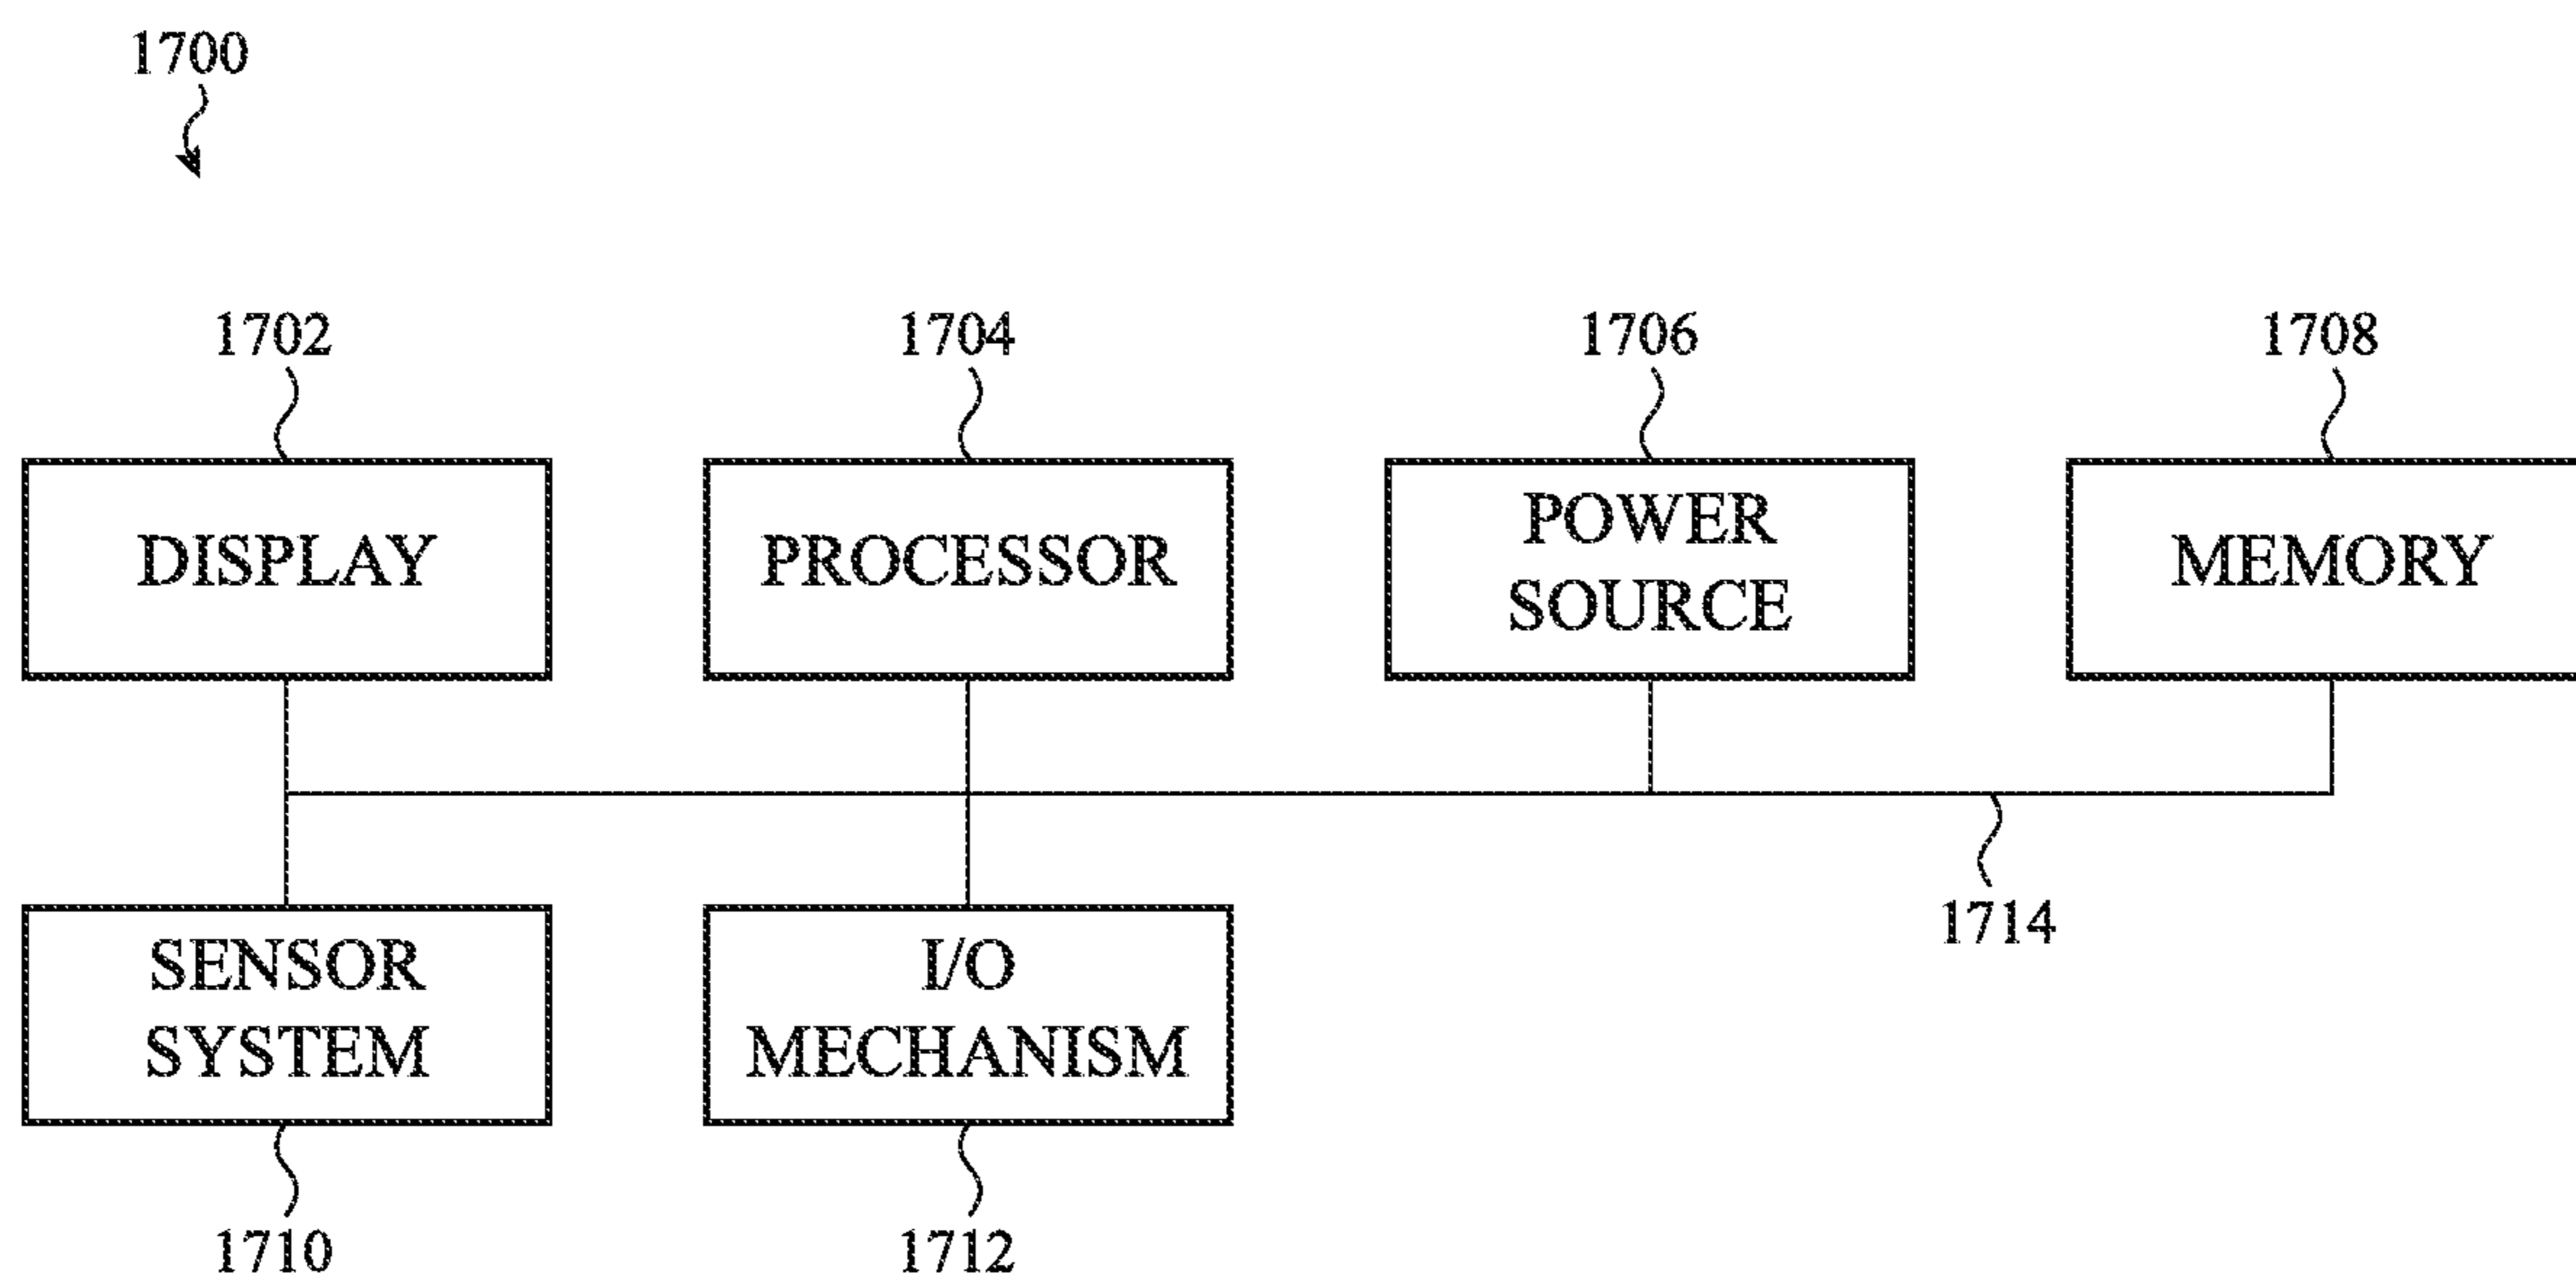 1700
1702
1704
1706
1708
DISPLAY
PROCESSOR
POWER
SOURCE
MEMORY
1714
SENSOR
SYSTEM
I/O
MECHANISM
1710
1712